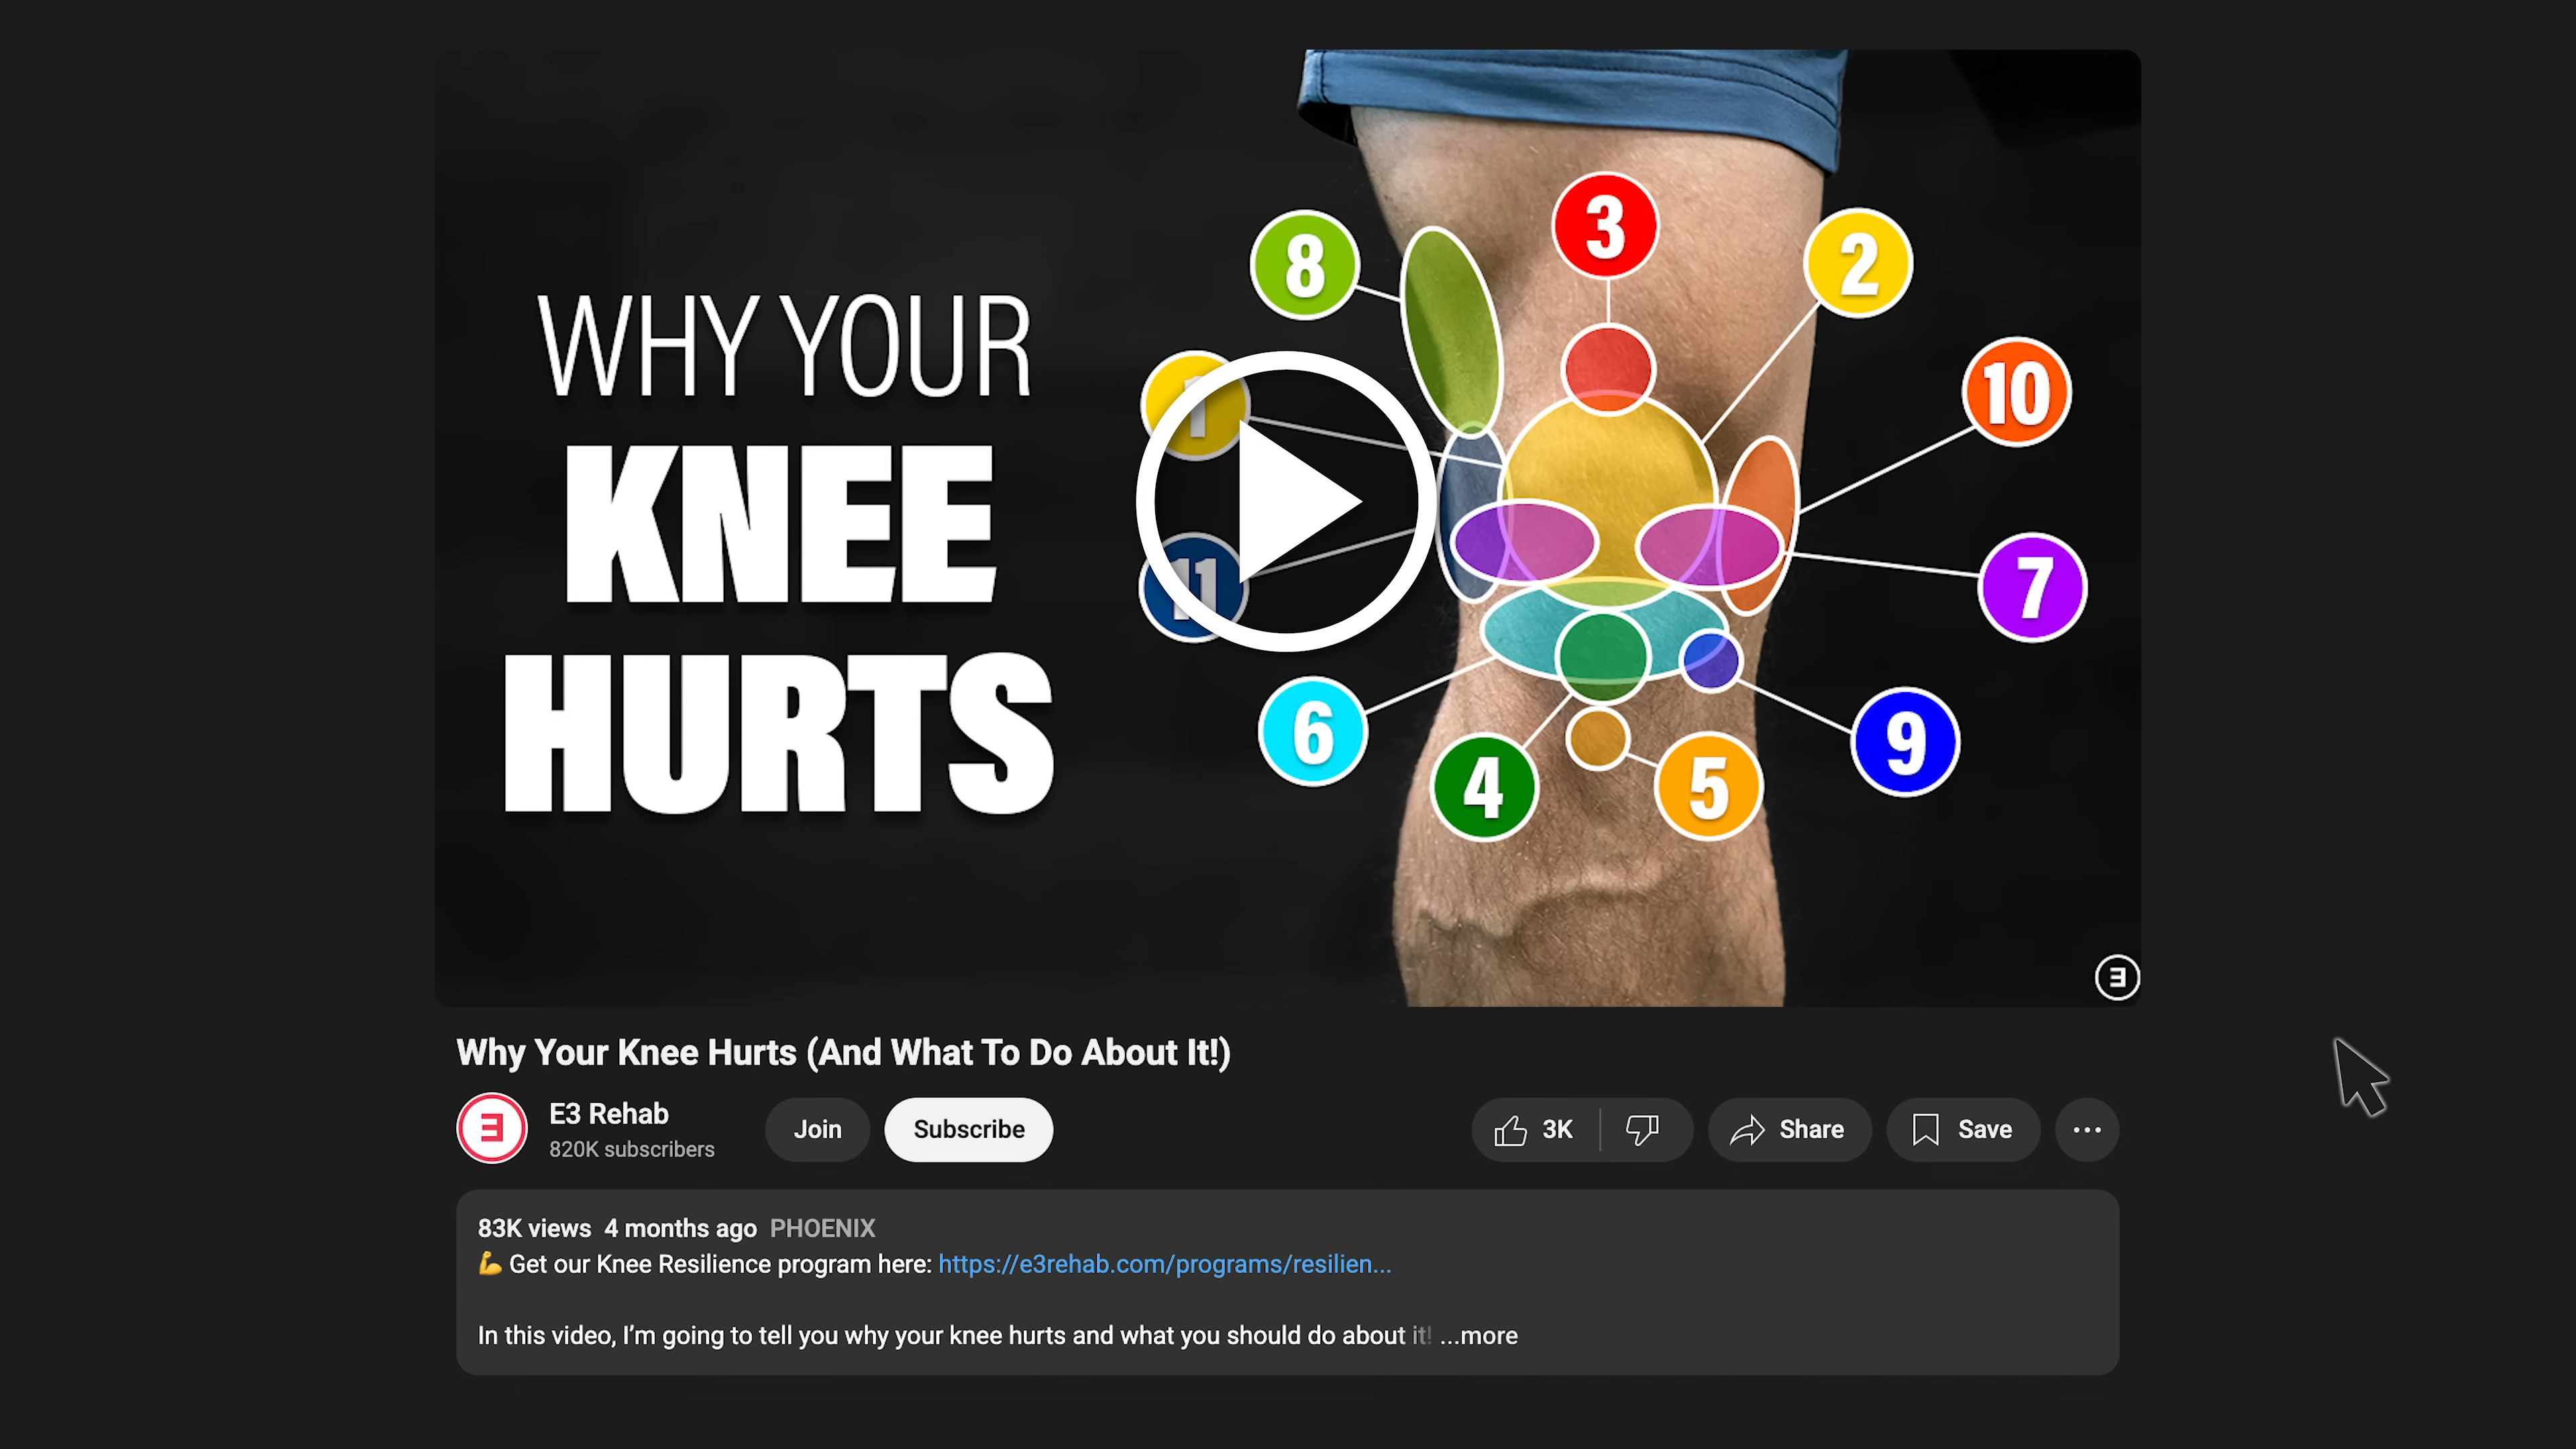 WHY YOUR
KNEE
HURTS
8
3
2
1
10
11
7
6
4
5
9
Why Your Knee Hurts (And What To Do About It!)
E3 Rehab
820K subscribers
Join
Subscribe
3K
Share
Save
83K views 4 months ago PHOENIX
💪 Get our Knee Resilience program here: https://e3rehab.com/programs/resilien...
In this video, I'm going to tell you why your knee hurts and what you should do about it! ...more